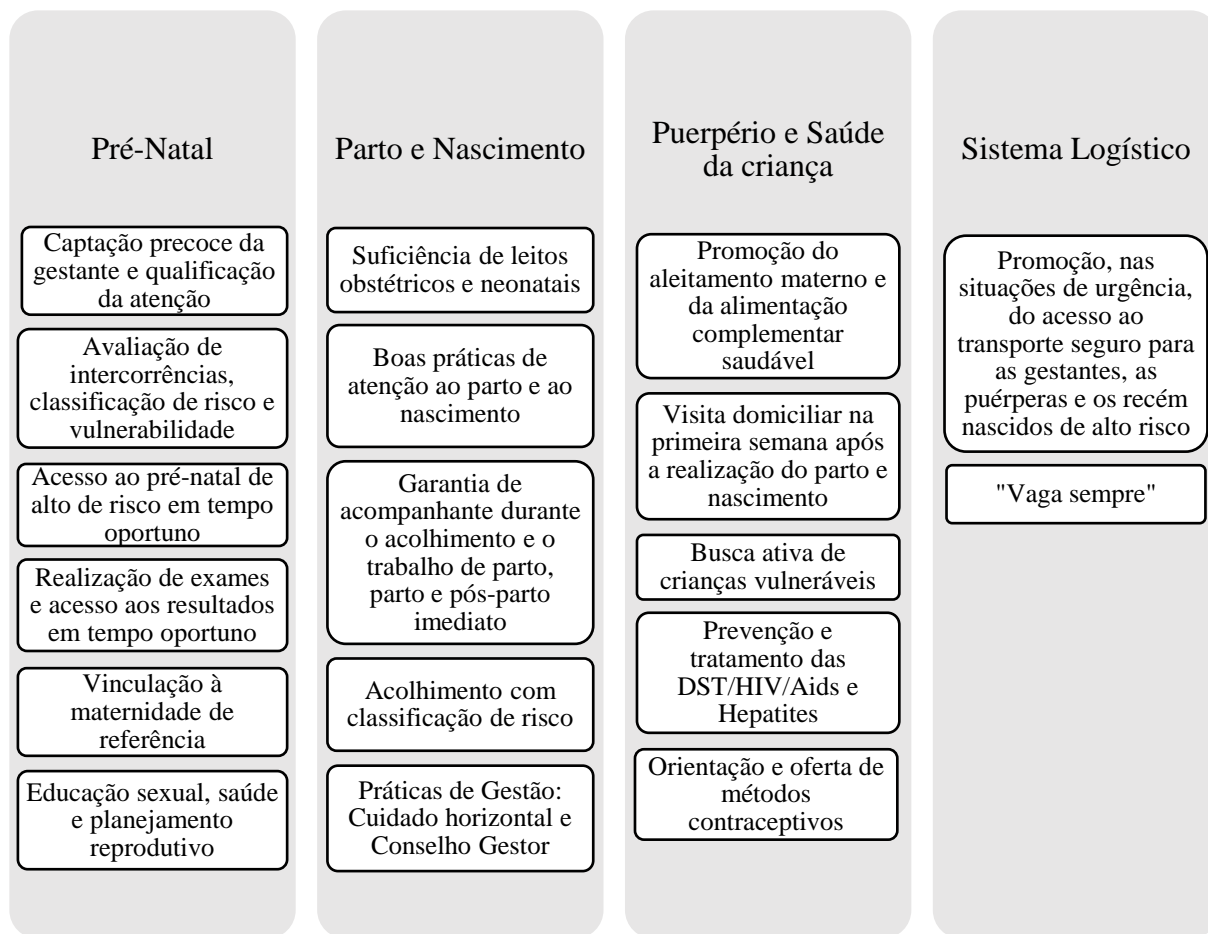 Pré-Natal
Captação precoce da
gestante e qualificação
da atenção
Avaliação de
intercorrências,
classificação de risco e
vulnerabilidade
Acesso ao pré-natal de
alto de risco em tempo
oportuno
Realização de exames
e acesso aos resultados
em tempo oportuno
Vinculação à
maternidade de
referência
Educação sexual, saúde
e planejamento
reprodutivo
Parto e Nascimento
Suficiência de leitos
obstétricos e neonatais
Boas práticas de
atenção ao parto e ao
nascimento
Garantia de
acompanhante durante
o acolhimento e o
trabalho de parto,
parto e pós-parto
imediato
Acolhimento com
classificação de risco
Práticas de Gestão:
Cuidado horizontal e
Conselho Gestor
Puerpério e Saúde
da criança
Promoção do
aleitamento materno e
da alimentação
complementar
saudável
Visita domiciliar na
primeira semana após
a realização do parto e
nascimento
Busca ativa de
crianças vulneráveis
Prevenção e
tratamento das
DST/HIV/Aids e
Hepatites
Orientação e oferta de
métodos
contraceptivos
Sistema Logístico
Promoção, nas
situações de urgência,
do acesso ao
transporte seguro para
as gestantes, as
puérperas e os recém
nascidos de alto risco
"Vaga sempre"